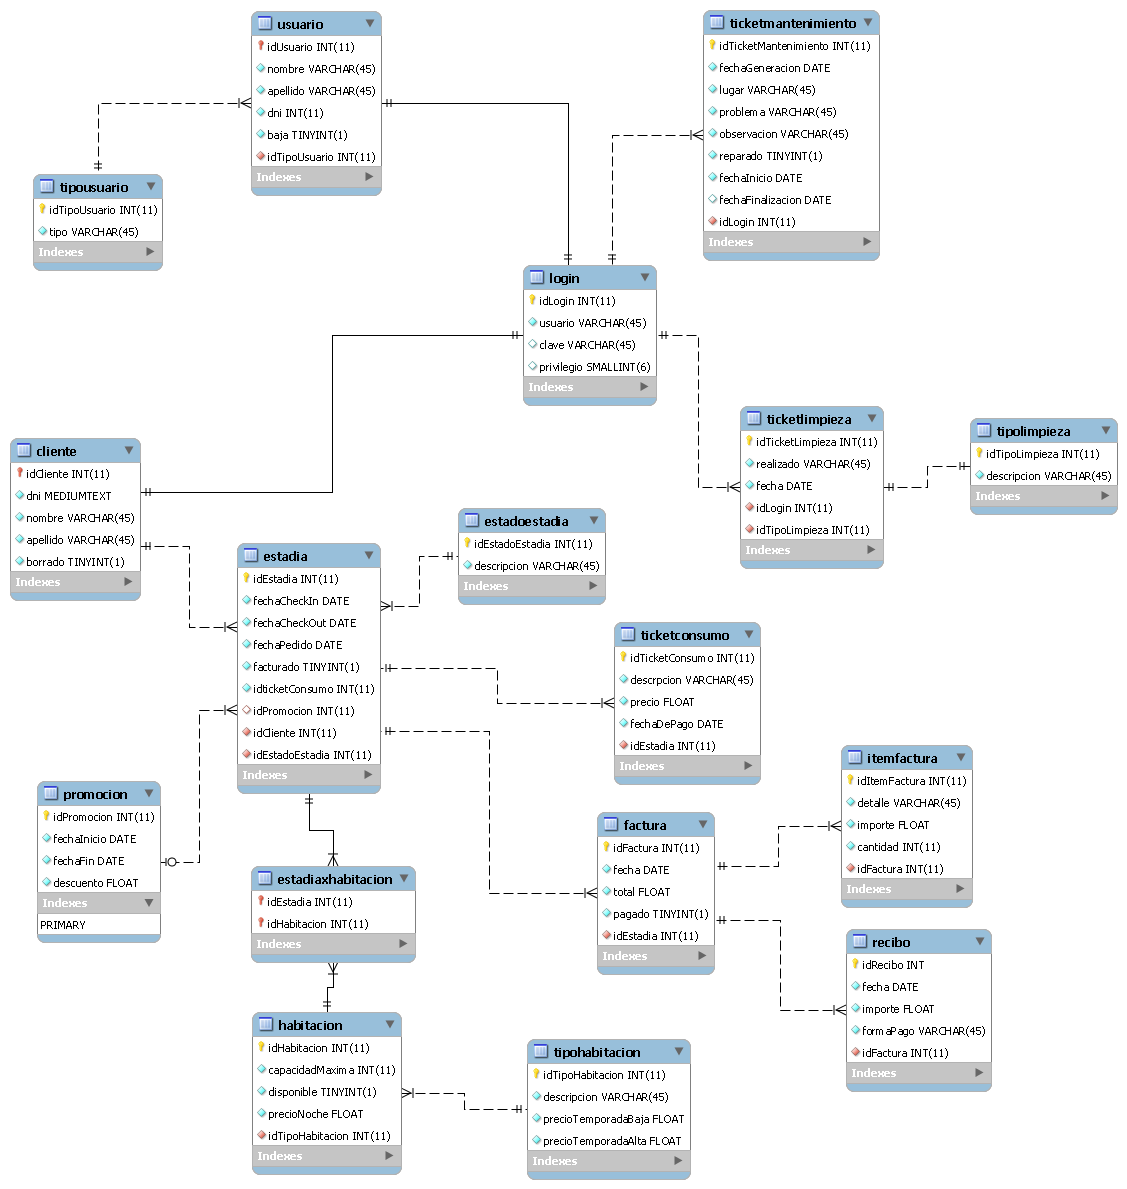 usuario
idUsuario INT(11)
nombre VARCHAR(45)
apellido VARCHAR(45)
dni INT(11)
baja TINYINT(1)
idTipoUsuario INT(11)
Indexes
ticketmantenimiento
idTicketMantenimiento INT(11)
fechaGeneracion DATE
lugar VARCHAR(45)
problema VARCHAR(45)
observacion VARCHAR(45)
reparado TINYINT(1)
fechaInicio DATE
fechaFinalizacion DATE
idLogin INT(11)
Indexes
tipousuario
idTipoUsuario INT(11)
tipo VARCHAR(45)
Indexes
login
idLogin INT(11)
usuario VARCHAR(45)
clave VARCHAR(45)
privilegio SMALLINT(6)
Indexes
ticketlimpieza
idTicketLimpieza INT(11)
realizado VARCHAR(45)
fecha DATE
idLogin INT(11)
idTipoLimpieza INT(11)
Indexes
tipolimpieza
idTipoLimpieza INT(11)
descripcion VARCHAR(45)
Indexes
cliente
idCliente INT(11)
dni MEDIUMTEXT
nombre VARCHAR(45)
apellido VARCHAR(45)
borrado TINYINT(1)
Indexes
estadoestadia
idEstadoEstadia INT(11)
descripcion VARCHAR(45)
Indexes
estadia
idEstadia INT(11)
fechaCheckIn DATE
fechaCheckOut DATE
fechaPedido DATE
facturado TINYINT(1)
idticketConsumo INT(11)
idPromocion INT(11)
idCliente INT(11)
idEstadoEstadia INT(11)
Indexes
ticketconsumo
idTicketConsumo INT(11)
descrpcion VARCHAR(45)
precio FLOAT
fechaDePago DATE
idEstadia INT(11)
Indexes
itemfactura
idItemFactura INT(11)
detalle VARCHAR(45)
importe FLOAT
cantidad INT(11)
idFactura INT(11)
Indexes
promocion
idPromocion INT(11)
fechaInicio DATE
fechaFin DATE
descuento FLOAT
Indexes
PRIMARY
factura
idFactura INT(11)
fecha DATE
total FLOAT
pagado TINYINT(1)
idEstadia INT(11)
Indexes
estadiaxhabitacion
idEstadia INT(11)
idHabitacion INT(11)
Indexes
recibo
idRecibo INT
fecha DATE
importe FLOAT
formaPago VARCHAR(45)
idFactura INT(11)
Indexes
habitacion
idHabitacion INT(11)
capacidadMaxima INT(11)
disponible TINYINT(1)
precioNoche FLOAT
idTipoHabitacion INT(11)
Indexes
tipohabitacion
idTipoHabitacion INT(11)
descripcion VARCHAR(45)
precioTemporadaBaja FLOAT
precioTemporadaAlta FLOAT
Indexes